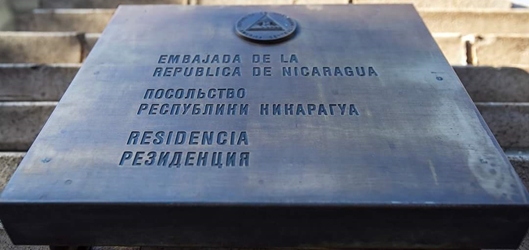 EMBAJADA DE LA
REPUBLICA DE NICARAGUA
ПОСОЛЬСТВО
РЕСПУБЛИКИ НИКАРАГУА
RESIDENCIA
РЕЗИДЕНЦИЯ